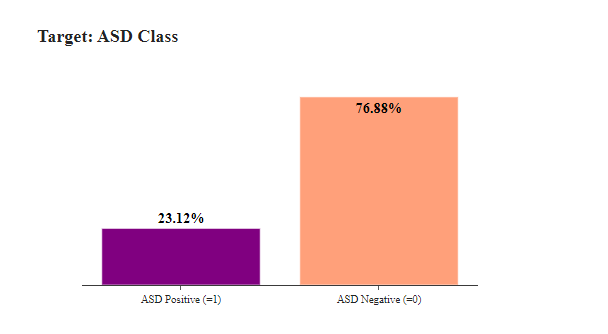 Target: ASD Class
76.88%
23.12%
ASD Positive (=1)
ASD Negative (=0)